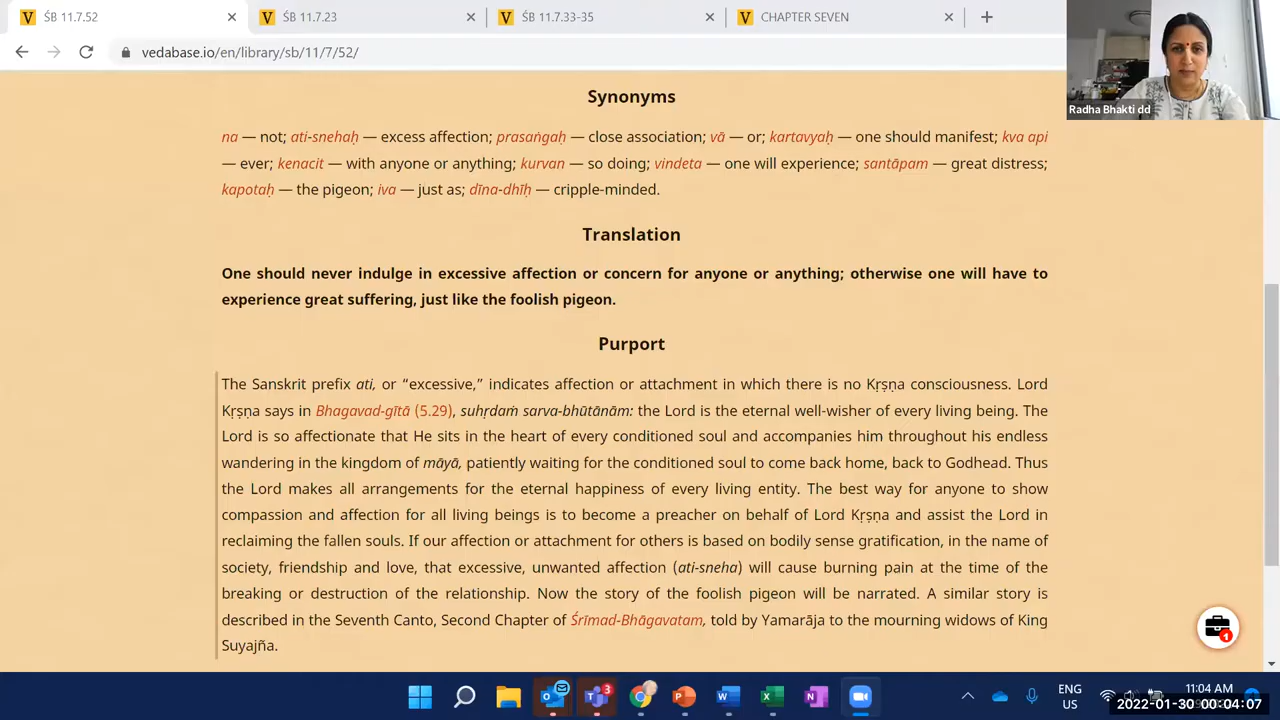 ŚB 11.7.52
ŚB 11.7.23
ŚB 11.7.33-35
CHAPTER SEVEN
vedabase.io/en/library/sb/11/7/52/
Radha Bhakti dd
Synonyms
na — not; ati-snehaḥ — excess affection; prasaṅgaḥ — close association; vā — or; kartavyaḥ — one should manifest; kva api
— ever; kenacit — with anyone or anything; kurvan — so doing; vindeta — one will experience; santāpam — great distress;
kapotaḥ — the pigeon; iva — just as; dīna-dhīḥ — cripple-minded.
Translation
One should never indulge in excessive affection or concern for anyone or anything; otherwise one will have to
experience great suffering, just like the foolish pigeon.
Purport
The Sanskrit prefix ati, or “excessive,” indicates affection or attachment in which there is no Kṛṣṇa consciousness. Lord
Kṛṣṇa says in Bhagavad-gītā (5.29), suhṛdaṁ sarva-bhūtānām: the Lord is the eternal well-wisher of every living being. The
Lord is so affectionate that He sits in the heart of every conditioned soul and accompanies him throughout his endless
wandering in the kingdom of māyā, patiently waiting for the conditioned soul to come back home, back to Godhead. Thus
the Lord makes all arrangements for the eternal happiness of every living entity. The best way for anyone to show
compassion and affection for all living beings is to become a preacher on behalf of Lord Kṛṣṇa and assist the Lord in
reclaiming the fallen souls. If our affection or attachment for others is based on bodily sense gratification, in the name of
society, friendship and love, that excessive, unwanted affection (ati-sneha) will cause burning pain at the time of the
breaking or destruction of the relationship. Now the story of the foolish pigeon will be narrated. A similar story is
described in the Seventh Canto, Second Chapter of Śrīmad-Bhāgavatam, told by Yamarāja to the mourning widows of King
Suyajña.
1
3
ENG
US
11:04 AM
2022-01-30 00:04:07